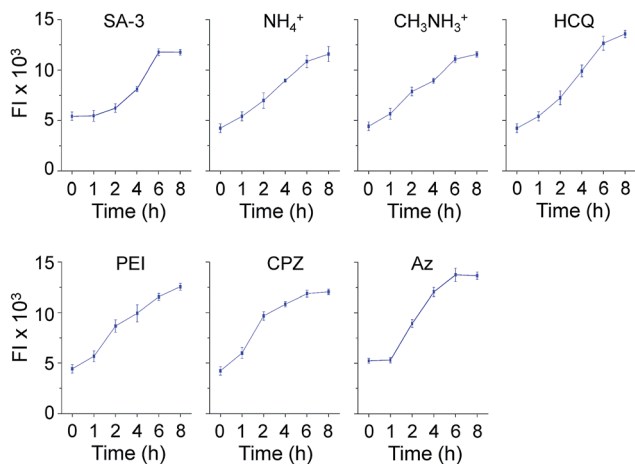 SA-3 NH₄⁺ CH₃NH₃⁺ HCQ
FI x 10³
15
10
5
0
0 1 2 4 6 8 0 1 2 4 6 8 0 1 2 4 6 8 0 1 2 4 6 8
Time (h) Time (h) Time (h) Time (h)
PEI CPZ Az
FI x 10³
15
10
5
0
0 1 2 4 6 8 0 1 2 4 6 8 0 1 2 4 6 8
Time (h) Time (h) Time (h)